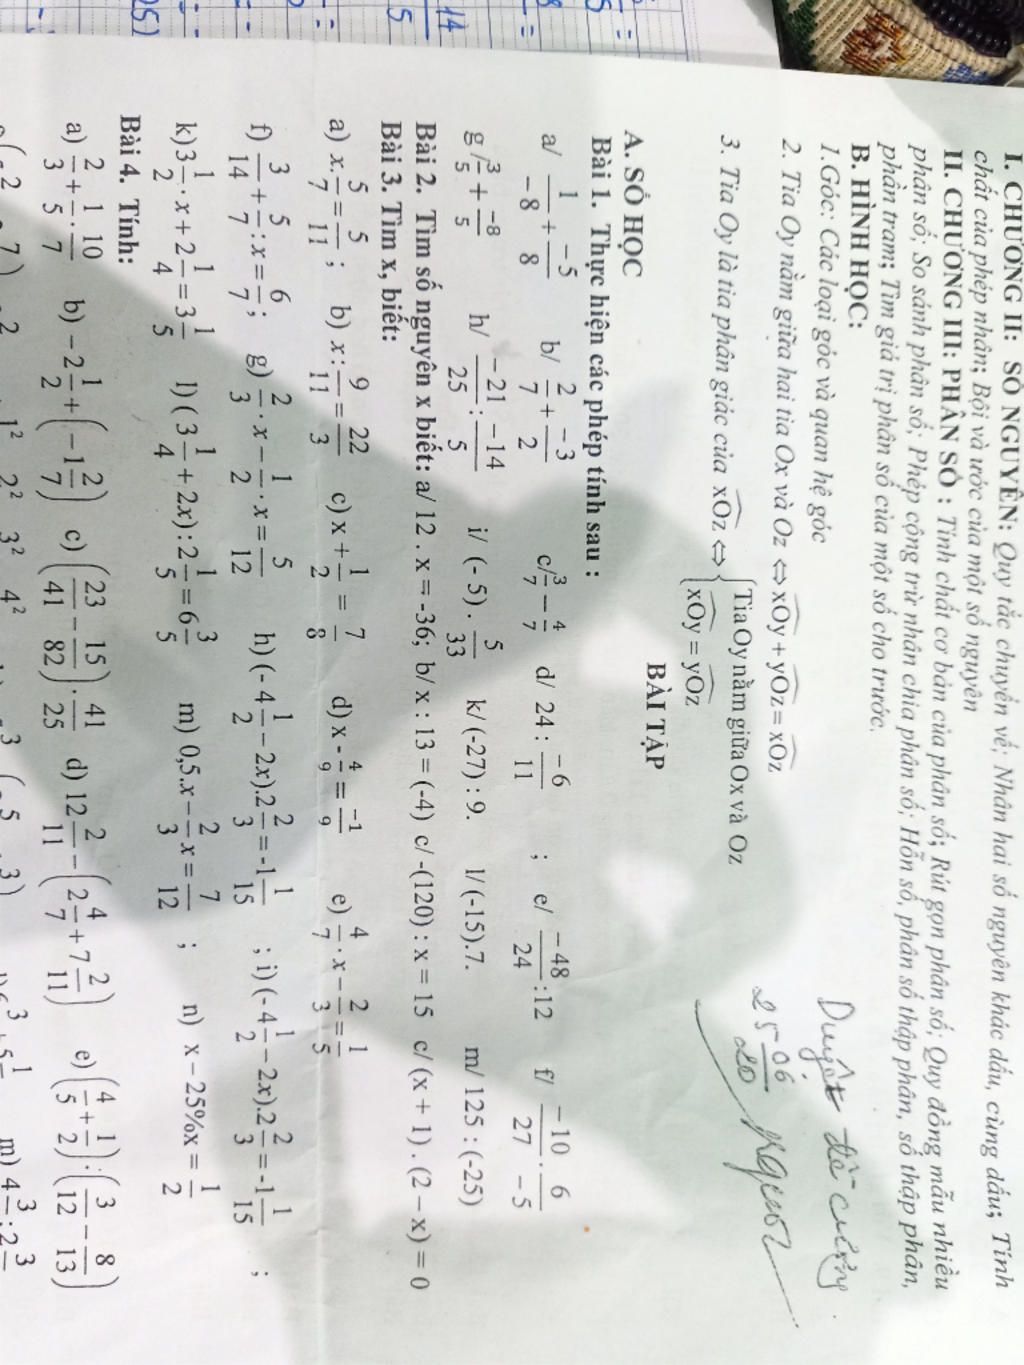 I. CHƯƠNG II: SỐ NGUYÊN: Quy tắc chuyển vế; Nhân hai số nguyên khác dấu, cùng dấu; Tính
chất của phép nhân; Bội và ước của một số nguyên
II. CHƯƠNG III: PHÂN SỐ : Tính chất cơ bản của phân số; Rút gọn phân số; Quy đồng mẫu nhiều
phân số; So sánh phân số; Phép cộng trừ nhân chia phân số; Hỗn số, phân số thập phân, số thập phân,
phần trăm; Tìm giá trị phân số của một số cho trước.
B. HÌNH HỌC:
1.Góc: Các loại góc và quan hệ góc
2. Tia Oy nằm giữa hai tia Ox và Oz ⇔ xOy + yOz = xOz
3. Tia Oy là tia phân giác của xOz ⇔ { Tia Oy nằm giữa Ox và Oz
xOy = yOz
Duyệt đề cương
25 06
20
BÀI TẬP
A. SỐ HỌC
Bài 1. Thực hiện các phép tính sau :
a/ 1/-8 + -5/8 b/ 2/7 + -3/2 c/ 3/7 − 4/7 d/ 24 : -6/11 ; e/ -48/24 :12 f/ -10/27 . 6/-5
g/ 3/5 + -8/5 h/ -21/25 : -14/5 i/ (- 5) . 5/33 k/ (-27) : 9. l/ (-15).7. m/ 125 : (-25)
Bài 2. Tìm số nguyên x biết: a/ 12 . x = -36; b/ x : 13 = (-4) c/ -(120) : x = 15 c/ (x + 1) . (2 – x) = 0
Bài 3. Tìm x, biết:
a) x. 5/7 = 5/11 ; b) x : 9/11 = 22/3 c) x + 1/2 = 7/8 d) x - 4/9 = -1/9 e) 4/7 . x − 2/3 = 1/5
f) 3/14 + 5/7 : x = 6/7 ; g) 2/3 . x − 1/2 . x = 5/12 h) (- 4 1/2 − 2x).2 2/3 = -1 1/15 ; i) (- 4 1/2 − 2x).2 2/3 = -1 1/15 ;
k) 3 1/2 . x + 2 1/4 = 3 1/5 l) ( 3 1/4 + 2x) : 2 1/5 = 6 3/5 m) 0,5.x − 2/3 x = 7/12 ; n) x − 25%x = 1/2
Bài 4. Tính:
a) 2/3 + 1/5 . 10/7 b) −2 1/2 + ( −1 2/7 ) c) ( 23/41 − 15/82 ) . 41/25 d) 12 2/11 − ( 2 4/7 + 7 2/11 ) e) ( 4/5 + 1/2 ) : ( 3/12 − 8/13 )